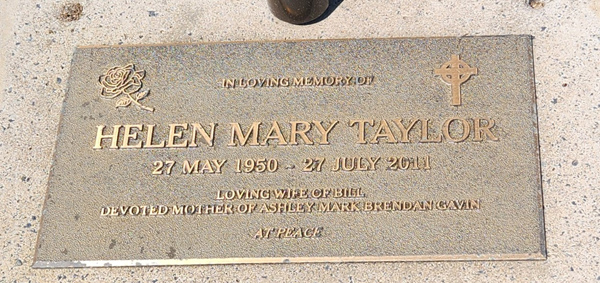 IN LOVING MEMORY OF
HELEN MARY TAYLOR
27 MAY 1950 - 27 JULY 2011
LOVING WIFE OF BILL
DEVOTED MOTHER OF ASHLEY MARK BRENDAN GAVIN
AT PEACE